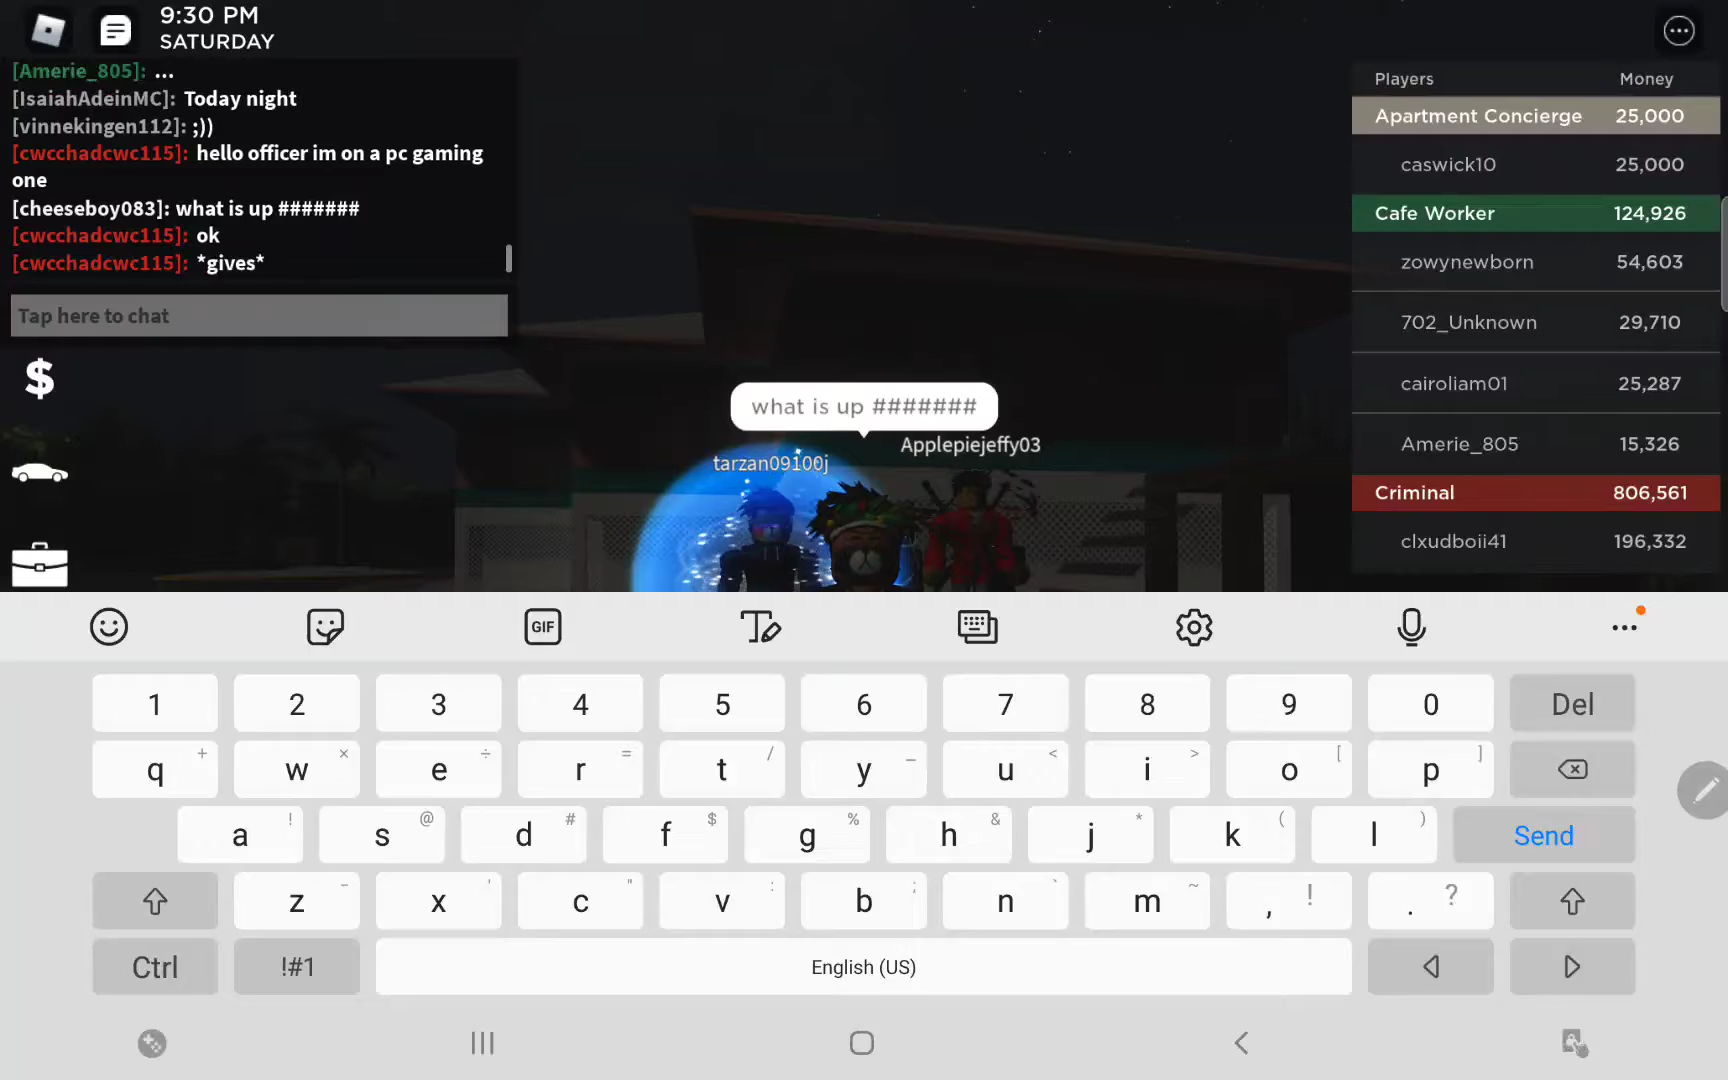 9:30 PM
SATURDAY
[Amerie_805]: ...
[IsaiahAdeinMC]: Today night
[vinnekingen112]: ;))
[cwcchadcwc115]: hello officer im on a pc gaming
one
[cheeseboy083]: what is up #######
[cwcchadcwc115]: ok
[cwcchadcwc115]: *gives*
Tap here to chat
$
Players Money
Apartment Concierge 25,000
caswick10 25,000
Cafe Worker 124,926
zowynewborn 54,603
702_Unknown 29,710
cairoliam01 25,287
Amerie_805 15,326
Criminal 806,561
clxudboii41 196,332
what is up #######
Applepiejeffy03
tarzan09100j
GIF
1 2 3 4 5 6 7 8 9 0 Del
q + w × e ÷ r = t / y _ u < i > o [ p ]
a ! s @ d # f $ g % h & j * k ( l ) Send
z - x ' c " v : b ; n ` m ~ , ! . ?
Ctrl !#1 English (US)